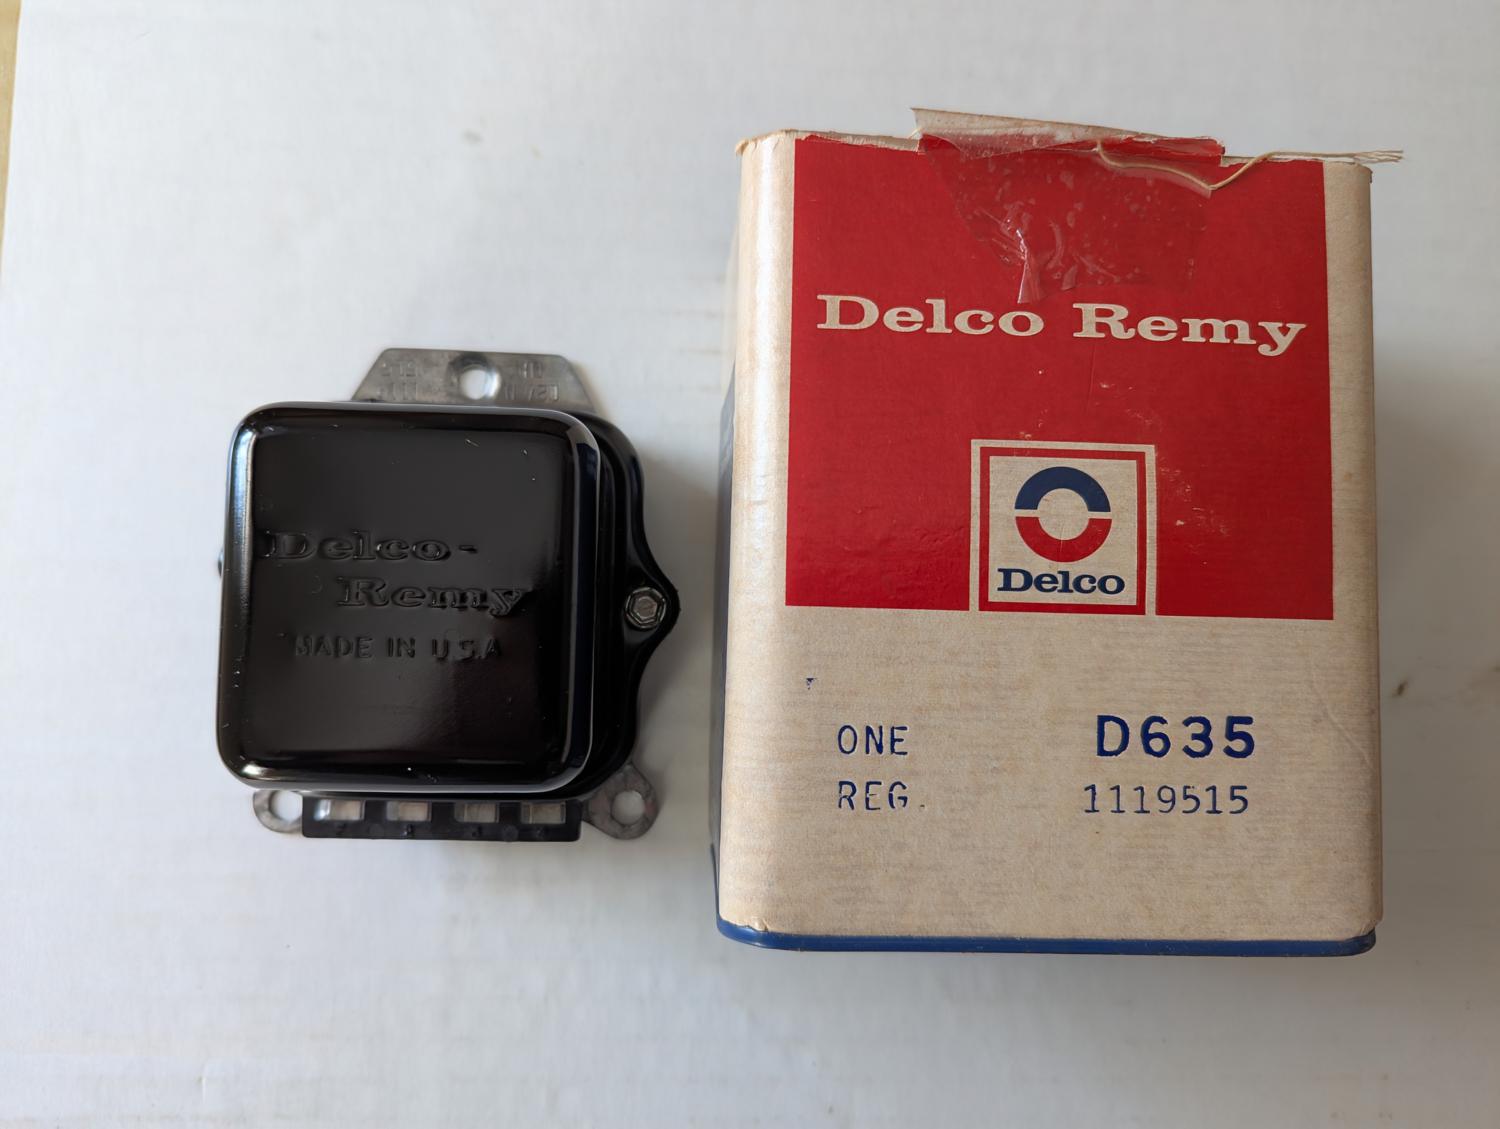 Delco-
Remy
MADE IN U.S.A
Delco Remy
Delco
ONE D635
REG. 1119515